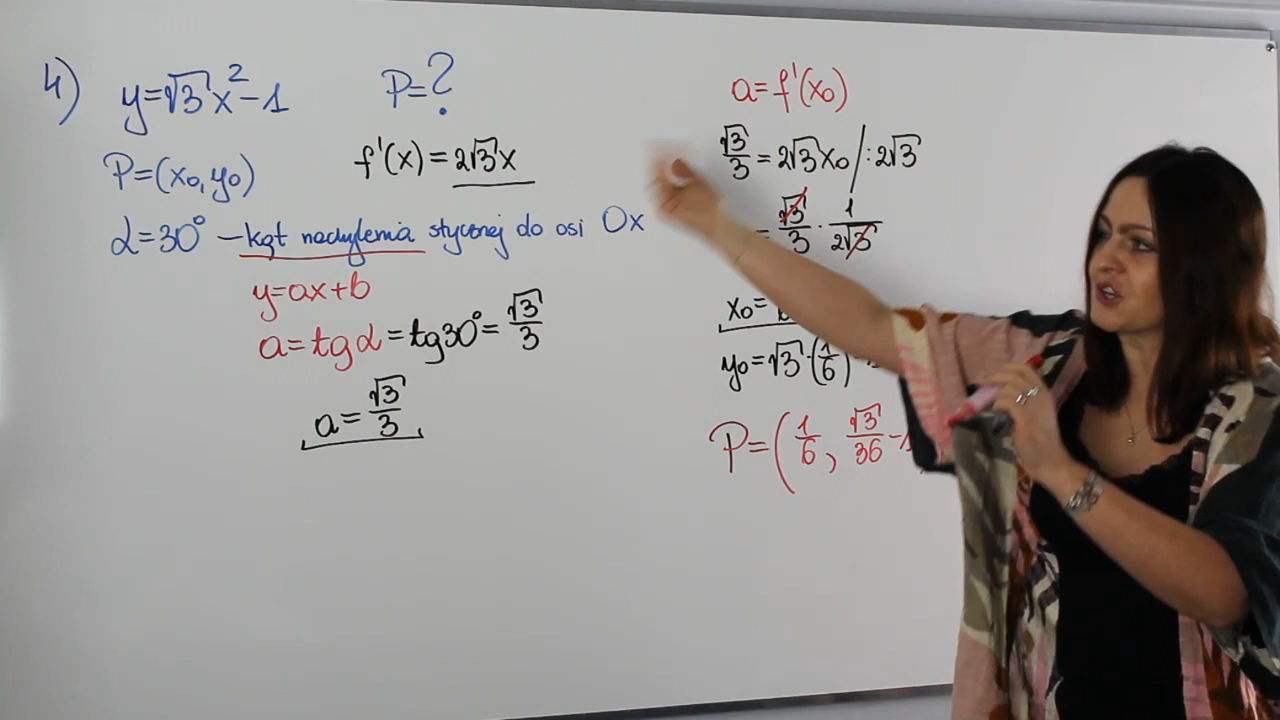 4) y=√3x²-1 P=?
P=(x₀,y₀) f'(x)=2√3x
α=30° – kąt nachylenia stycznej do osi Ox
y=ax+b
a=tgα=tg30°=√3/3
a=√3/3
a=f'(x₀)
√3/3=2√3x₀/:2√3
=√3/3·1/2√3
x₀=
y₀=√3·(1/6)
P=(1/6, √3/36-1